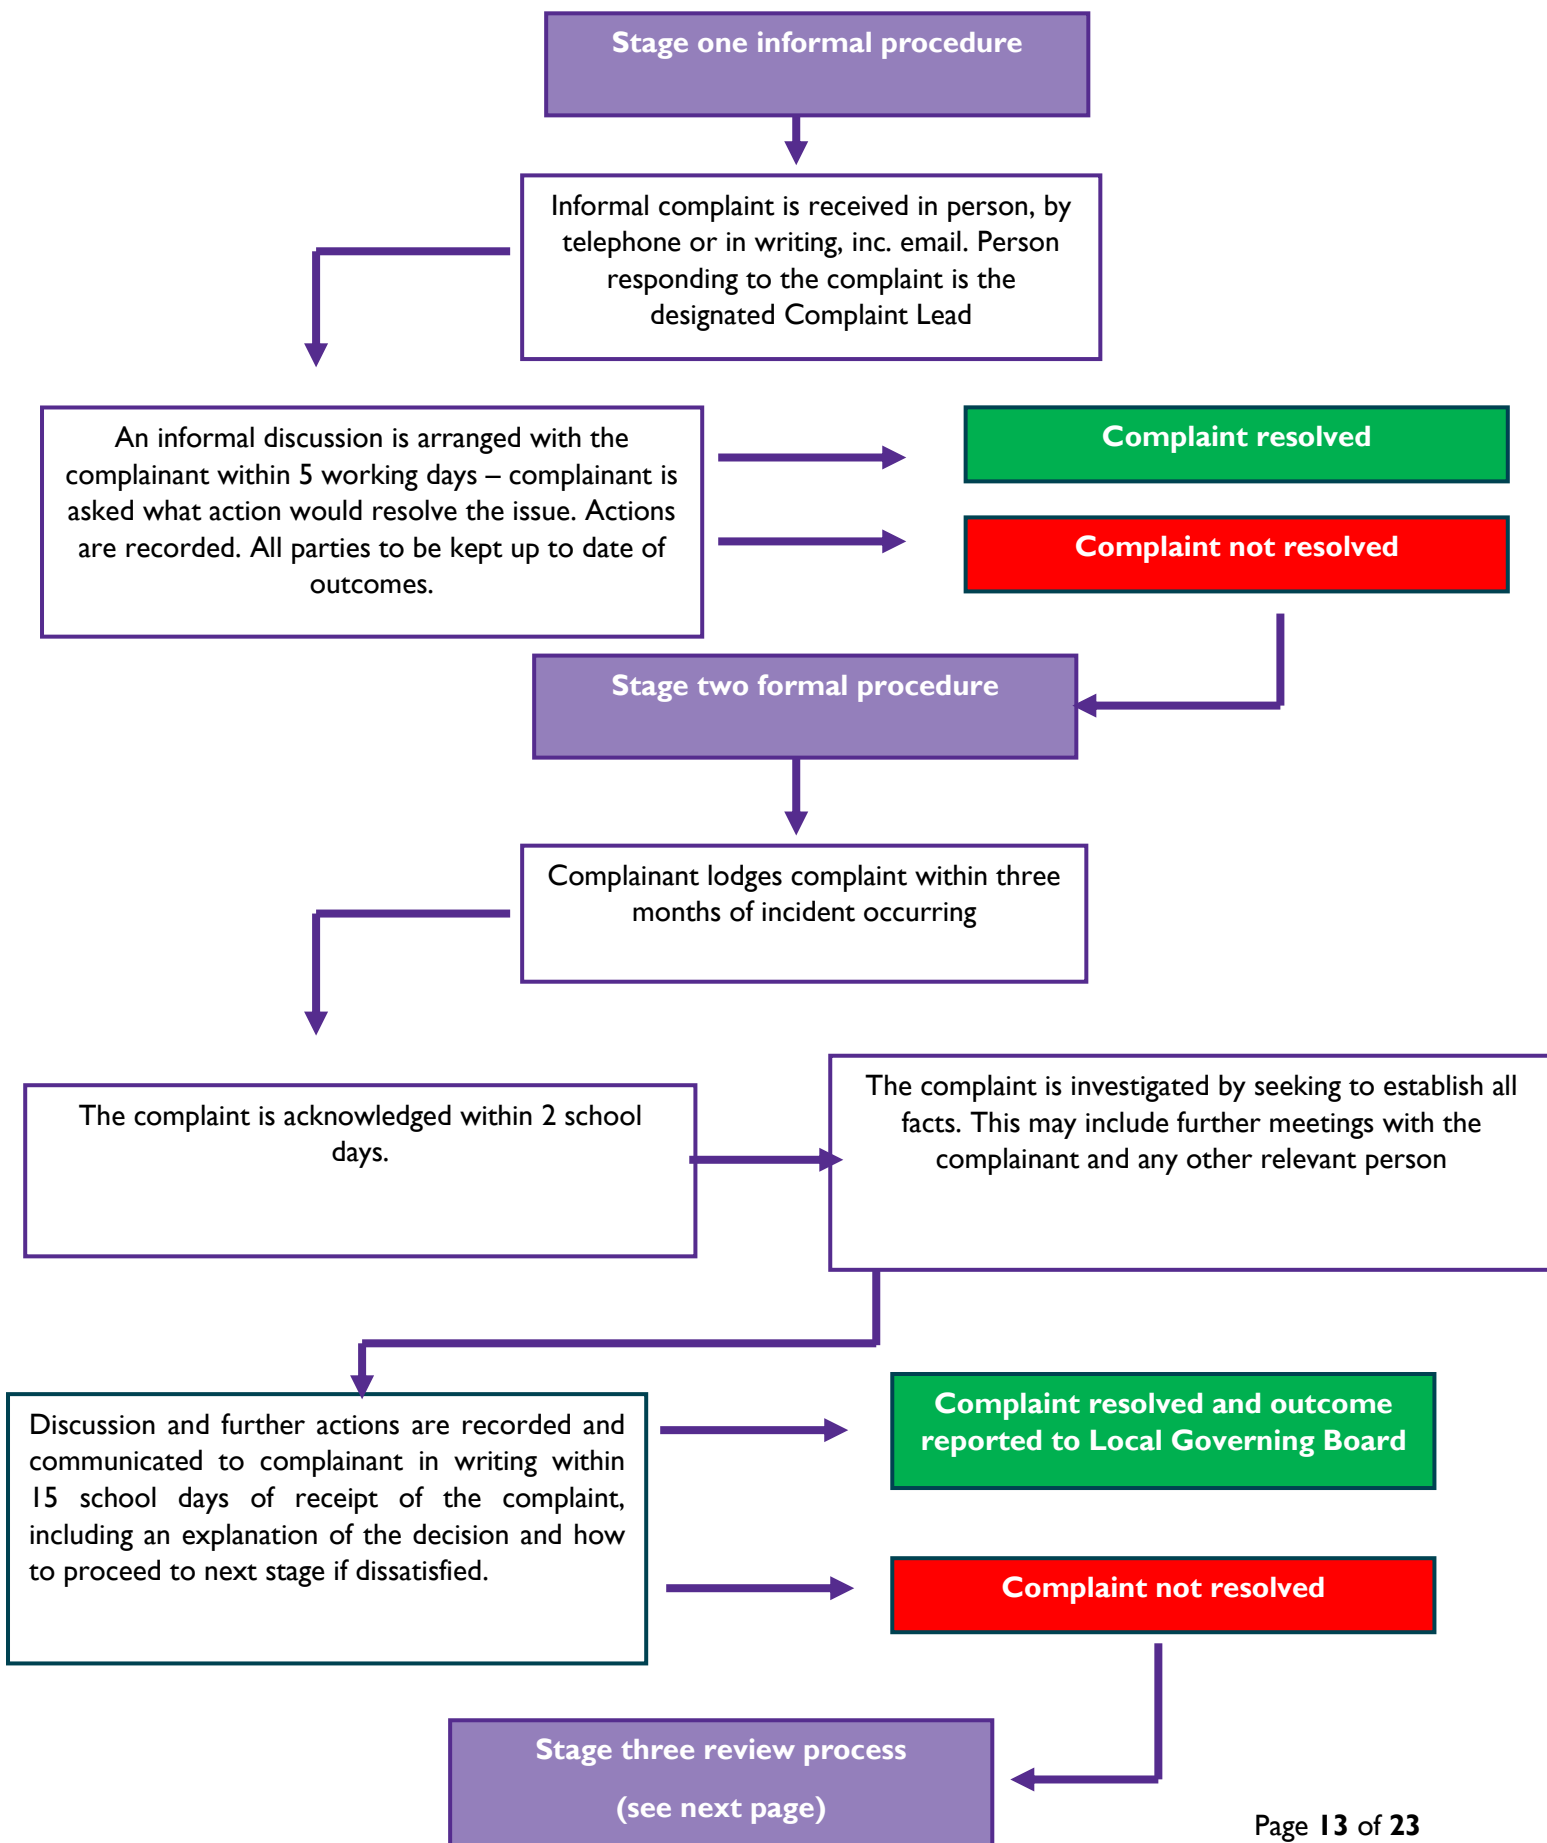 Stage one informal procedure
Informal complaint is received in person, by
telephone or in writing, inc. email. Person
responding to the complaint is the
designated Complaint Lead
An informal discussion is arranged with the
complainant within 5 working days – complainant is
asked what action would resolve the issue. Actions
are recorded. All parties to be kept up to date of
outcomes.
Complaint resolved
Complaint not resolved
Stage two formal procedure
Complainant lodges complaint within three
months of incident occurring
The complaint is acknowledged within 2 school
days.
The complaint is investigated by seeking to establish all
facts. This may include further meetings with the
complainant and any other relevant person
Discussion and further actions are recorded and
communicated to complainant in writing within
15 school days of receipt of the complaint,
including an explanation of the decision and how
to proceed to next stage if dissatisfied.
Complaint resolved and outcome
reported to Local Governing Board
Complaint not resolved
Stage three review process
(see next page)
Page 13 of 23